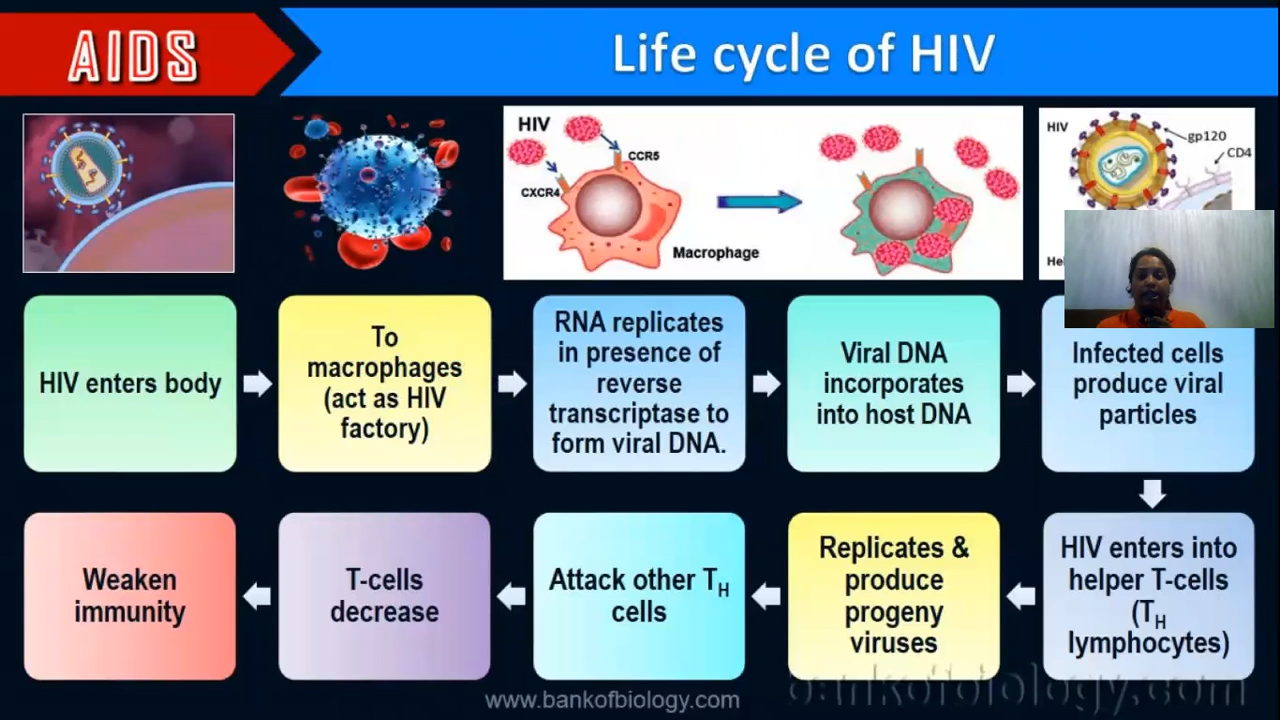 AIDS
Life cycle of HIV
HIV
CCR5
CXCR4
Macrophage
HIV
gp120
CD4
HIV enters body
To
macrophages
(act as HIV
factory)
RNA replicates
in presence of
reverse
transcriptase to
form viral DNA.
Viral DNA
incorporates
into host DNA
Infected cells
produce viral
particles
HIV enters into
helper T-cells
(TH
lymphocytes)
Replicates &
produce
progeny
viruses
Attack other TH
cells
T-cells
decrease
Weaken
immunity
www.bankofbiology.com
bankofbiology.com